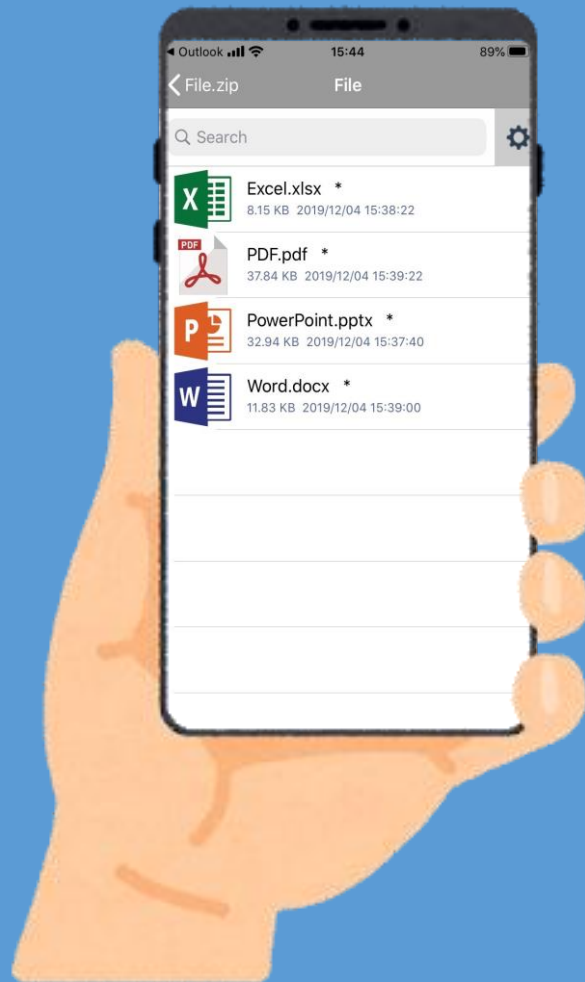 Outlook 15:44 89%
File.zip File
Search
Excel.xlsx *
8.15 KB 2019/12/04 15:38:22
PDF
PDF.pdf *
37.84 KB 2019/12/04 15:39:22
P
PowerPoint.pptx *
32.94 KB 2019/12/04 15:37:40
W
Word.docx *
11.83 KB 2019/12/04 15:39:00
X